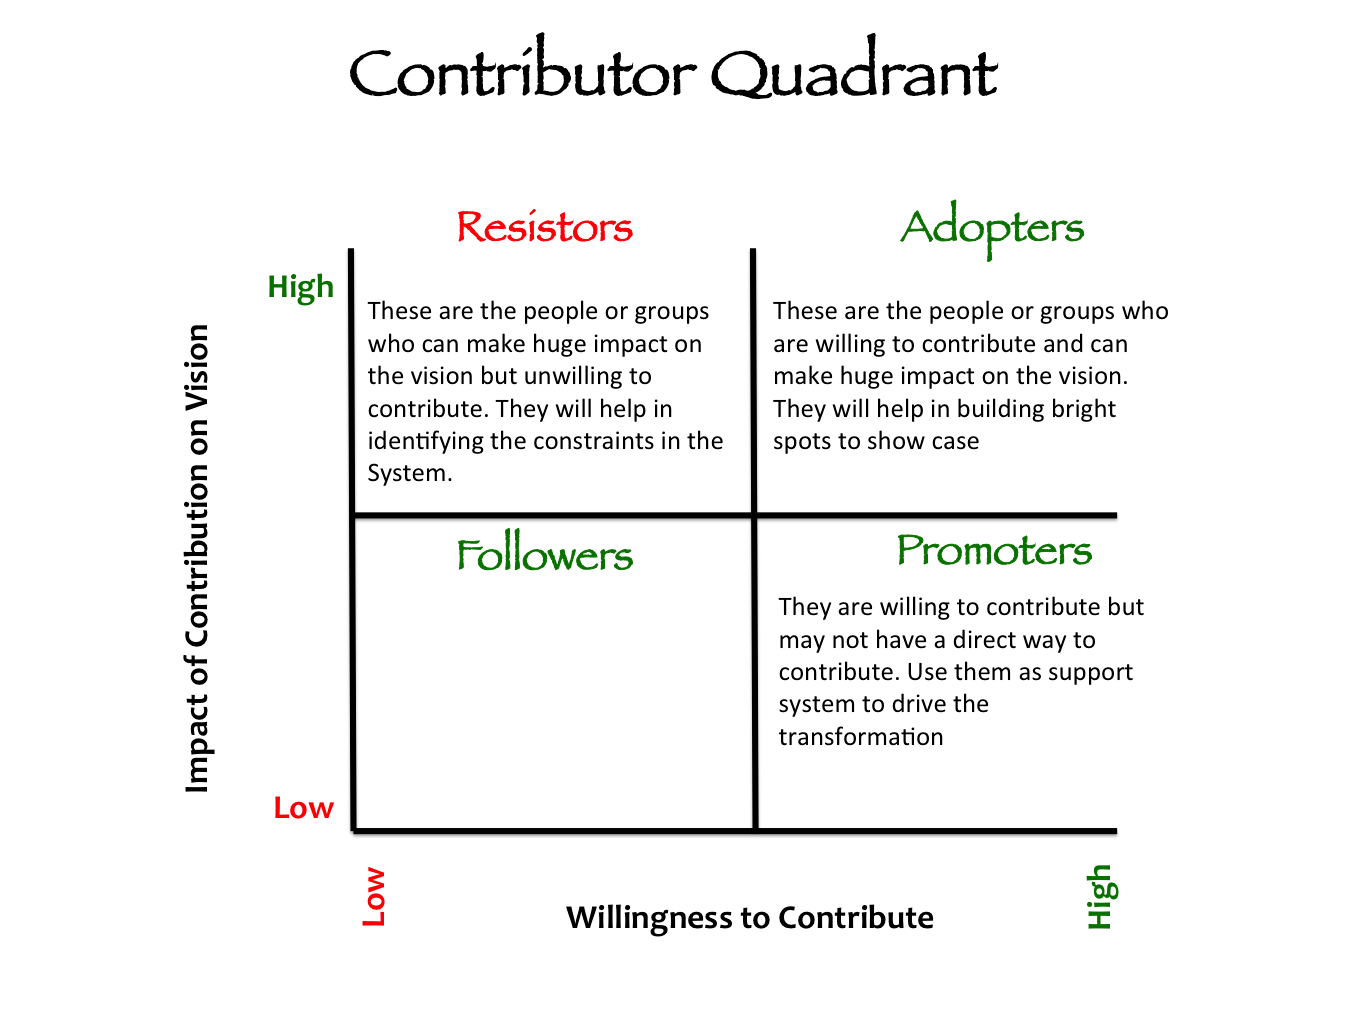 Contributor Quadrant
Resistors
Adopters
High
These are the people or groups
who can make huge impact on
the vision but unwilling to
contribute. They will help in
identifying the constraints in the
System.
These are the people or groups who
are willing to contribute and can
make huge impact on the vision.
They will help in building bright
spots to show case
Impact of Contribution on Vision
Followers
Promoters
They are willing to contribute but
may not have a direct way to
contribute. Use them as support
system to drive the
transformation
Low
Low
Willingness to Contribute
High